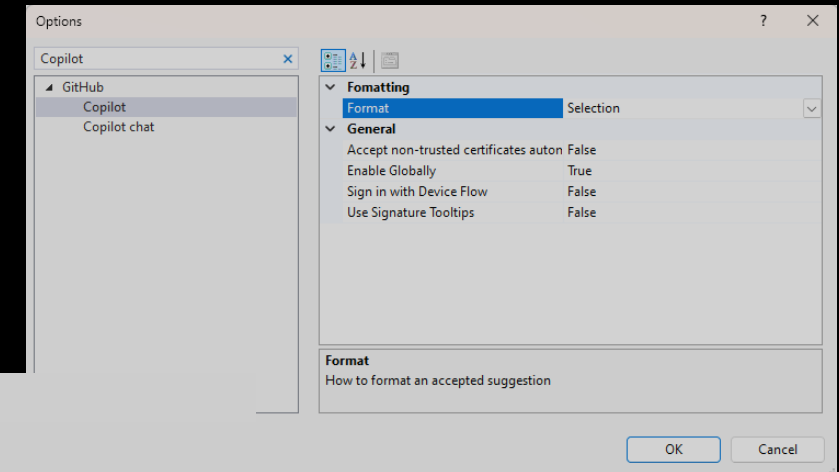 Options
?
Copilot
GitHub
Copilot
Copilot chat
Fomatting
Format Selection
General
Accept non-trusted certificates auton False
Enable Globally True
Sign in with Device Flow False
Use Signature Tooltips False
Format
How to format an accepted suggestion
OK Cancel